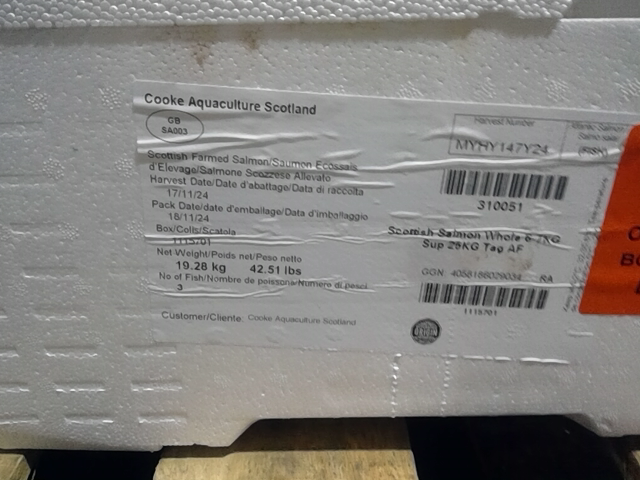 Cooke Aquaculture Scotland
GB
SA003
Scottish Farmed Salmon/Saumon Ecossais
d'Elevage/Salmone Scozzese Allevato
Harvest Date/Date d'abattage/Data di raccolta
17/11/24
Pack Date/date d'emballage/Data d'imballaggio
18/11/24
Box/Colis/Scatola
1115701
Net Weight/Poids net/Peso netto
19.28 kg 42.51 lbs
No of Fish/Nombre de poissons/Numero di pesci
3
Customer/Cliente: Cooke Aquaculture Scotland
Harvest Number
MYHY147Y24
(FISH)
310051
Scottish Salmon Whole 6-7KG
Sup 25KG Tag AF
GGN 4056186029034 RA
1115701